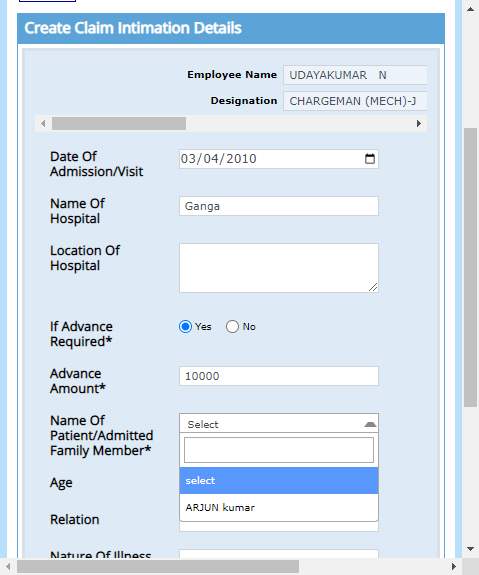 Create Claim Intimation Details
Employee Name UDAYAKUMAR N
Designation CHARGEMAN (MECH)-J
Date Of
Admission/Visit
03/04/2010
Name Of
Hospital
Ganga
Location Of
Hospital
If Advance
Required*
Yes No
Advance
Amount*
10000
Name Of
Patient/Admitted
Family Member*
Select
select
ARJUN kumar
Age
Relation
Nature Of Illness